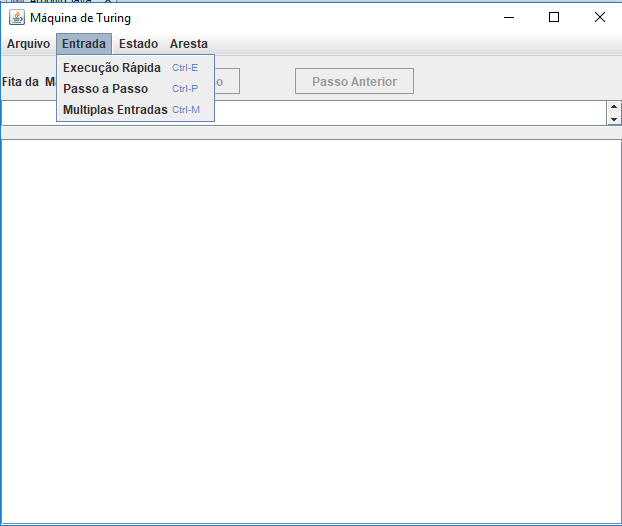 Máquina de Turing
Arquivo Entrada Estado Aresta
Execução Rápida Ctrl-E
Passo a Passo Ctrl-P
Multiplas Entradas Ctrl-M
Fita da
Passo Anterior